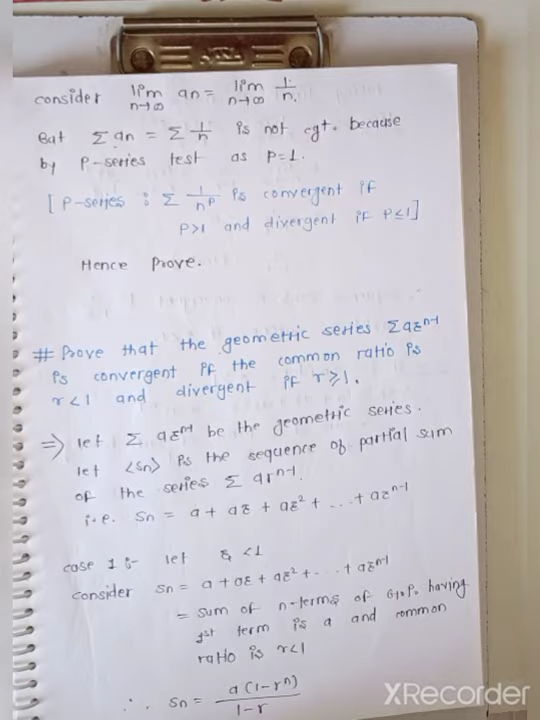 consider lim n→∞ an = lim n→∞ 1/n.
But Σ an = Σ 1/n is not cgt. because
by P-series test as P=1.
[ P-series : Σ 1/n^p is convergent if
P>1 and divergent if P≤1]
Hence Prove.
# Prove that the geometric series Σar^n-1
is convergent if the common ratio is
r<1 and divergent if r≥1.
⇒ let Σ ar^n-1 be the geometric series.
let <Sn> is the sequence of partial sum
of the series Σ ar^n-1.
i.e. Sn = a + ar + ar² + ... + ar^n-1
case 1 :- let r <1
consider Sn = a + ar + ar² + ... + ar^n-1
= sum of n-terms of G.P. having
1st term is a and common
ratio is r<1
∴ Sn = a(1-r^n)/1-r
XRecorder